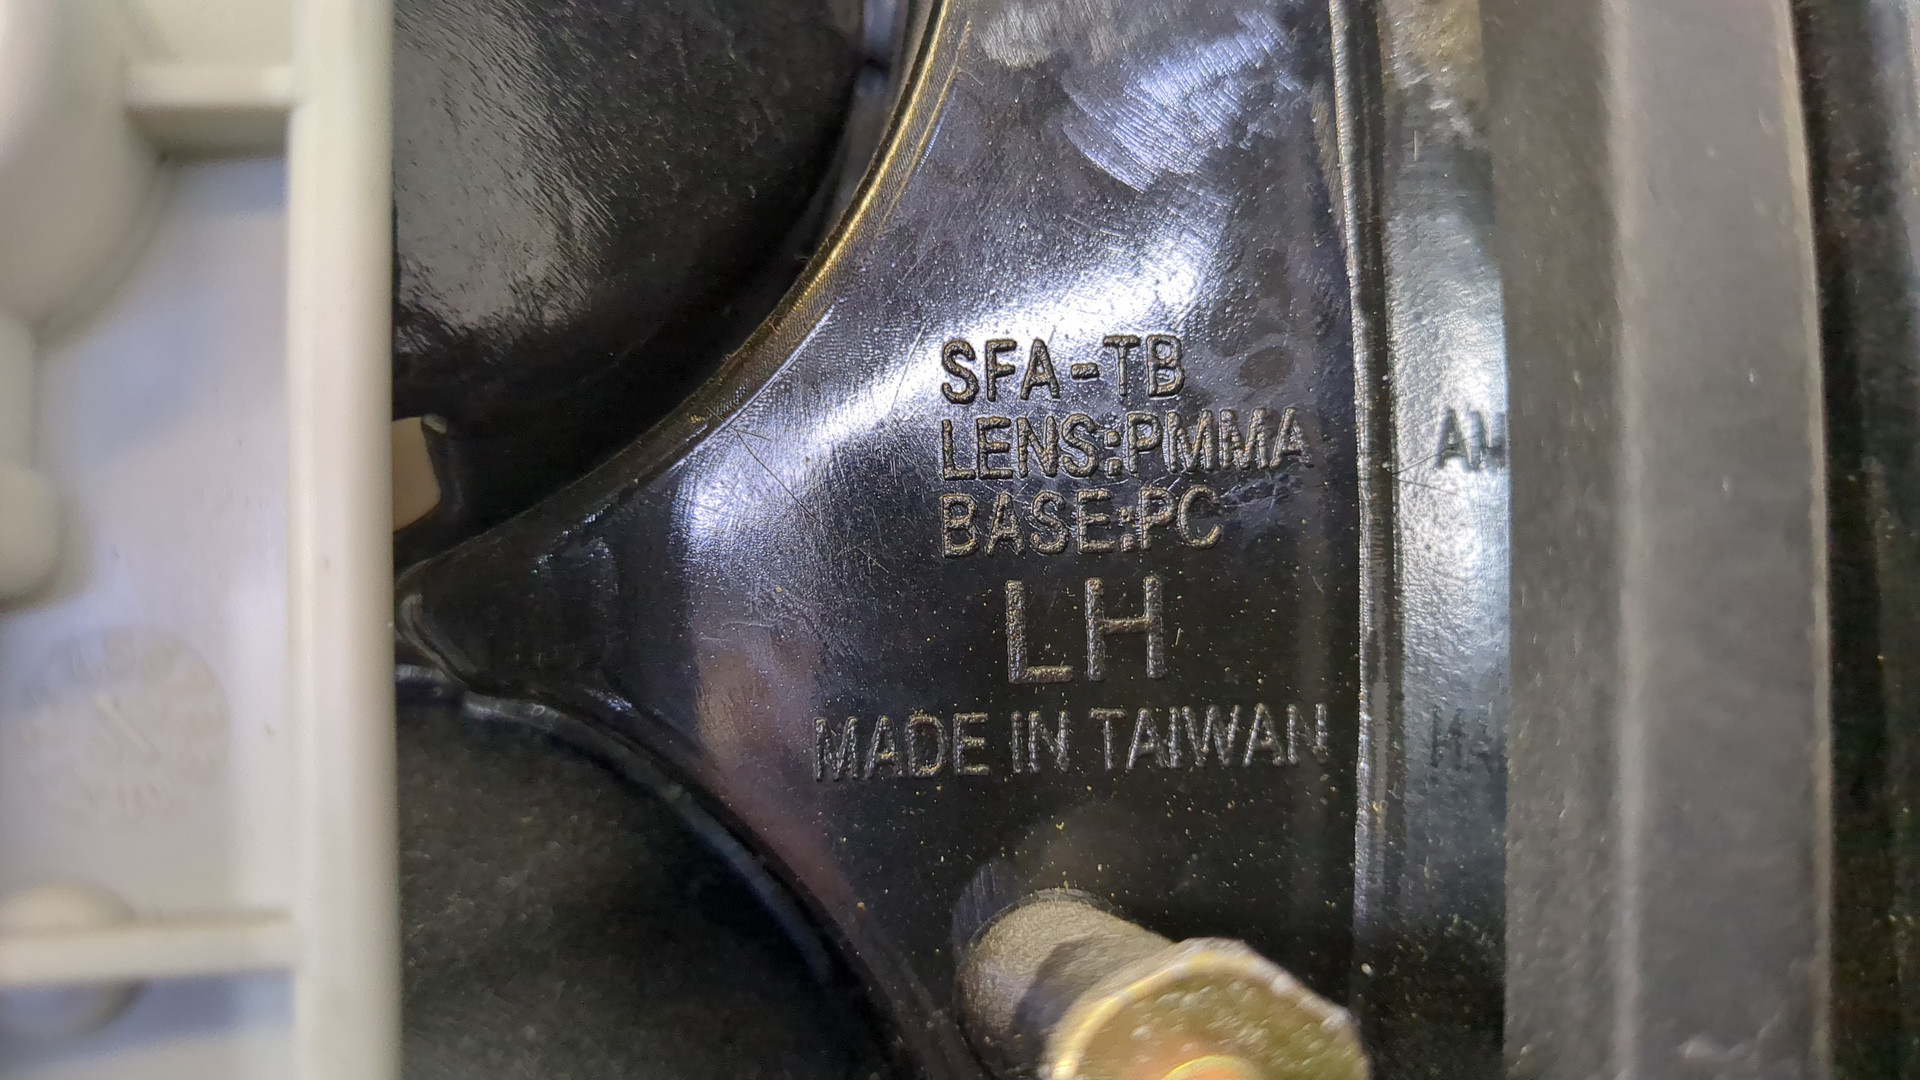 SFA-TB
LENS:PMMA
BASE:PC
LH
MADE IN TAIWAN